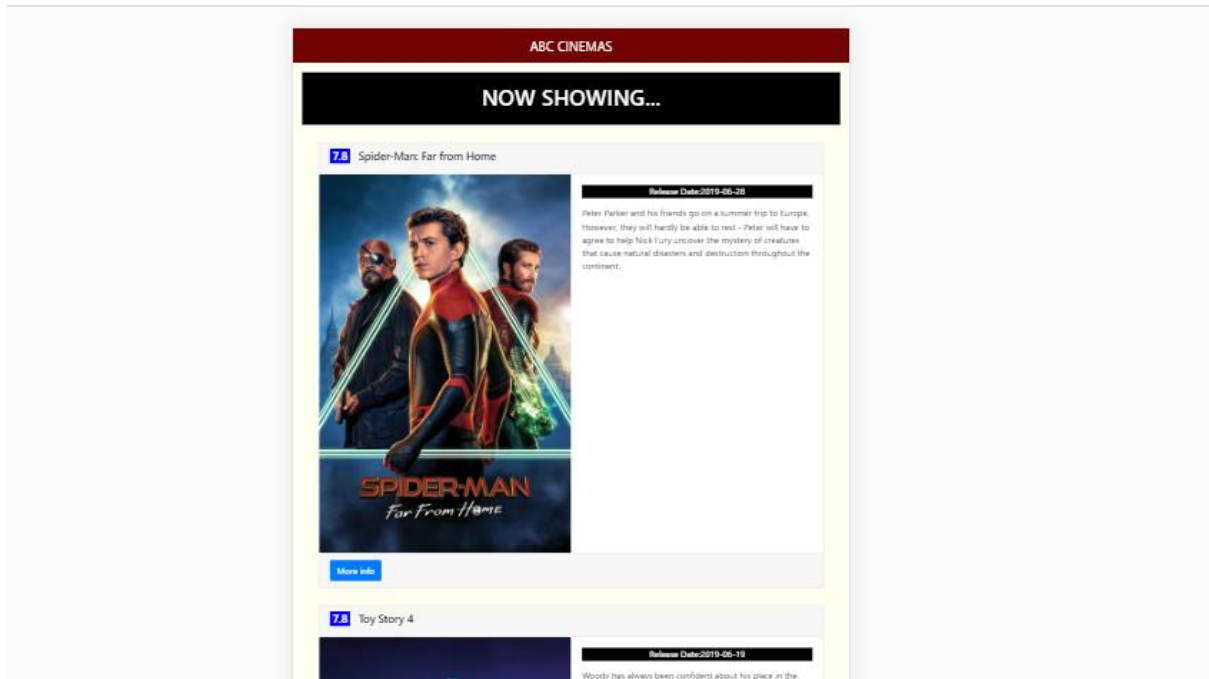 ABC CINEMAS
NOW SHOWING...
7.8 Spider-Man: Far from Home
Release Date:2019-06-28
Peter Parker and his friends go on a summer trip to Europe.
However, they will hardly be able to rest - Peter will have to
agree to help Nick Fury uncover the mystery of creatures
that cause natural disasters and destruction throughout the
continent.
SPIDER-MAN
Far From Home
More info
7.8 Toy Story 4
Release Date:2019-06-19
Woody has always been confident about his place in the